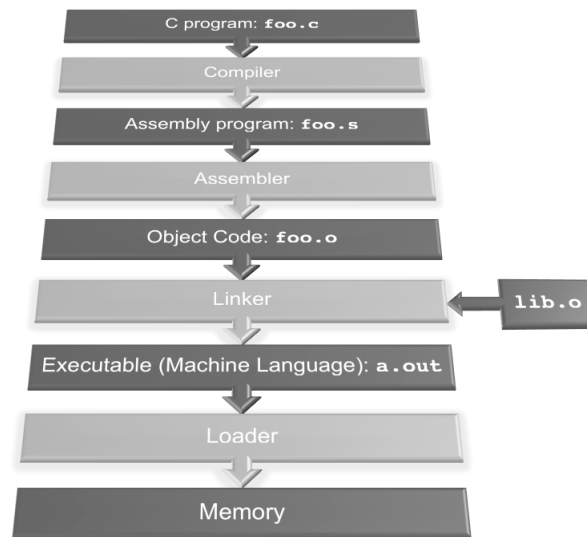 C program: foo.c
Compiler
Assembly program: foo.s
Assembler
Object Code: foo.o
Linker
lib.o
Executable (Machine Language): a.out
Loader
Memory